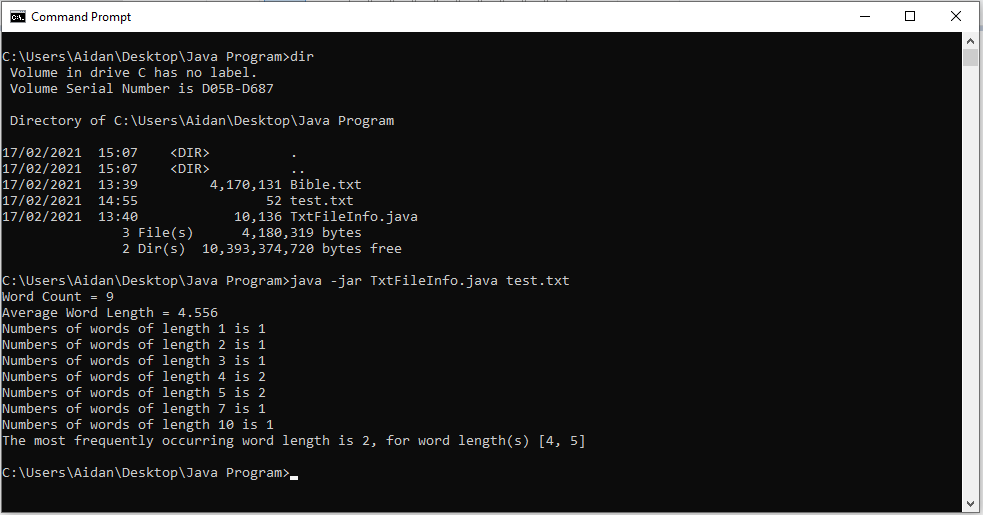 Command Prompt
C:\Users\Aidan\Desktop\Java Program>dir
 Volume in drive C has no label.
 Volume Serial Number is D05B-D687
 Directory of C:\Users\Aidan\Desktop\Java Program
17/02/2021  15:07    <DIR>          .
17/02/2021  15:07    <DIR>          ..
17/02/2021  13:39         4,170,131 Bible.txt
17/02/2021  14:55                52 test.txt
17/02/2021  13:40            10,136 TxtFileInfo.java
               3 File(s)      4,180,319 bytes
               2 Dir(s)  10,393,374,720 bytes free
C:\Users\Aidan\Desktop\Java Program>java -jar TxtFileInfo.java test.txt
Word Count = 9
Average Word Length = 4.556
Numbers of words of length 1 is 1
Numbers of words of length 2 is 1
Numbers of words of length 3 is 1
Numbers of words of length 4 is 2
Numbers of words of length 5 is 2
Numbers of words of length 7 is 1
Numbers of words of length 10 is 1
The most frequently occurring word length is 2, for word length(s) [4, 5]
C:\Users\Aidan\Desktop\Java Program>